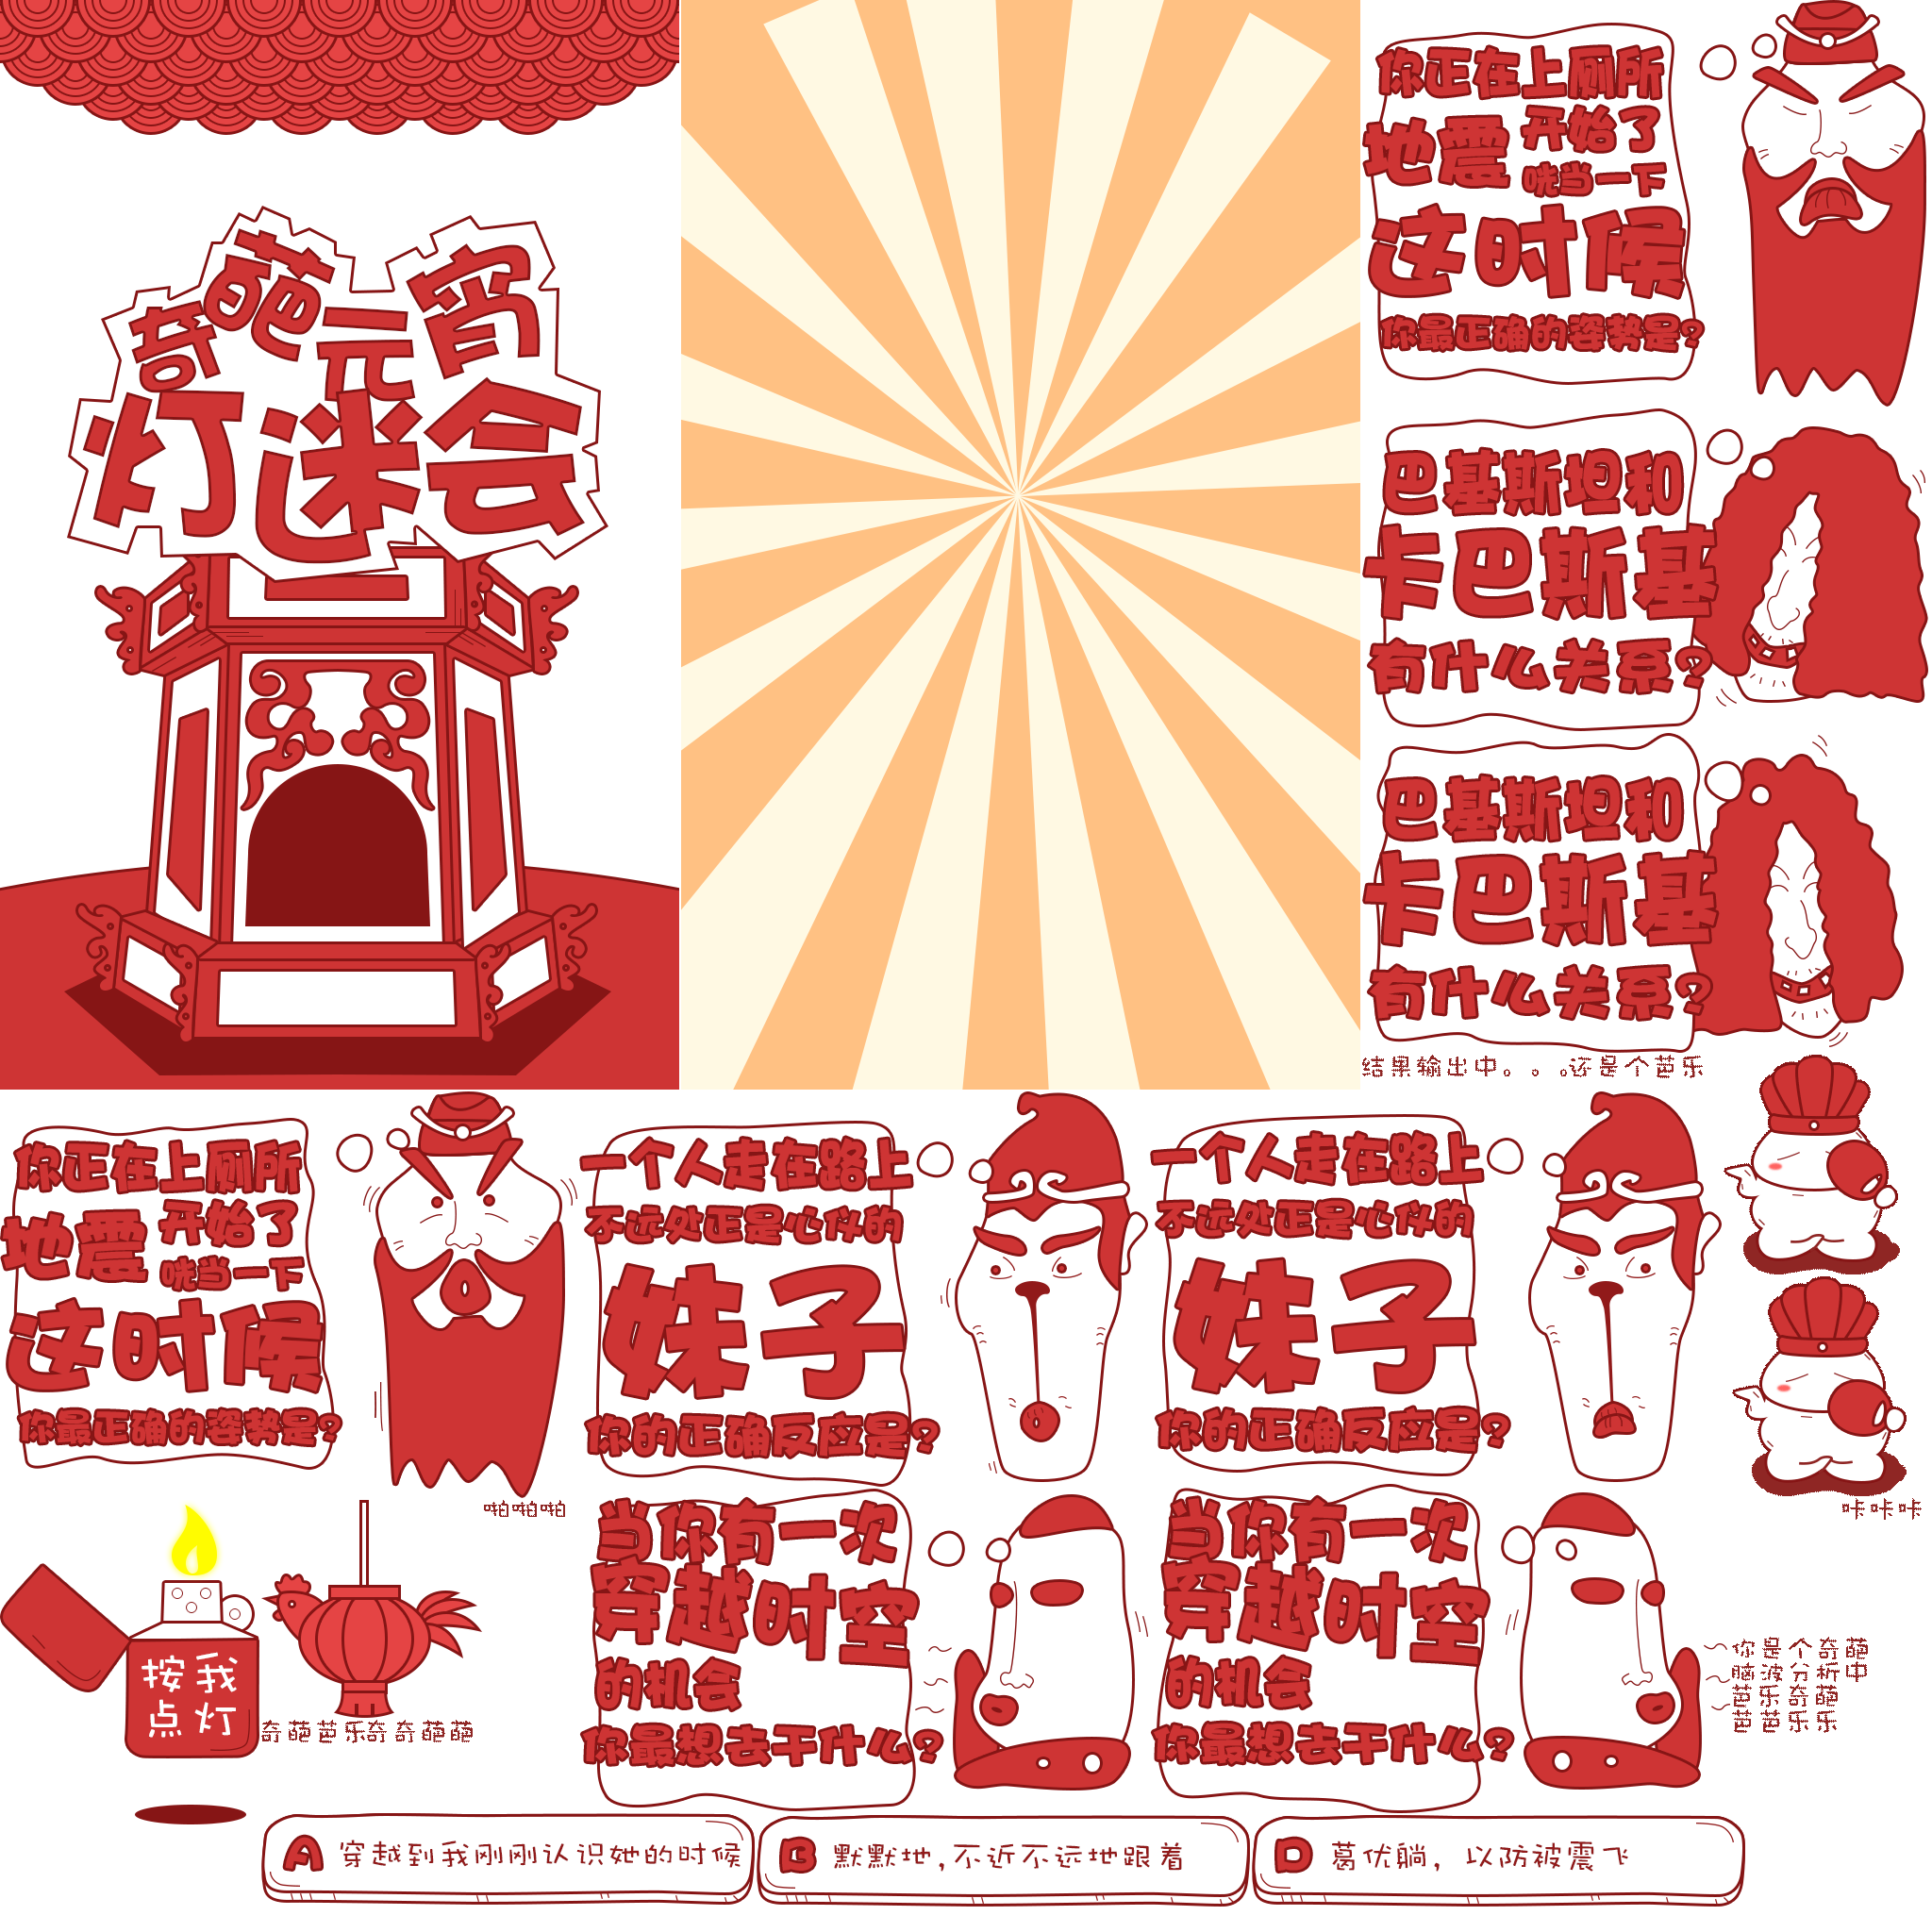 奇葩元宵
灯迷会
你正在上厕所
地震开始了
咣当一下
这时候
你最正确的姿势是?
巴基斯坦和
卡巴斯基
有什么关系?
巴基斯坦和
卡巴斯基
有什么关系?
结果输出中。。。还是个芭乐
你正在上厕所
地震开始了
咣当一下
这时候
你最正确的姿势是?
一个人走在路上
不远处正是心仪的
妹子
你的正确反应是?
一个人走在路上
不远处正是心仪的
妹子
你的正确反应是?
啪啪啪
咔咔咔
按我
点灯
奇葩芭乐奇奇葩葩
当你有一次
穿越时空
的机会
你最想去干什么?
当你有一次
穿越时空
的机会
你最想去干什么?
你是个奇葩
脑波分析中
芭乐奇葩
芭芭乐乐
A 穿越到我刚刚认识她的时候
B 默默地,不近不远地跟着
D 葛优躺，以防被震飞